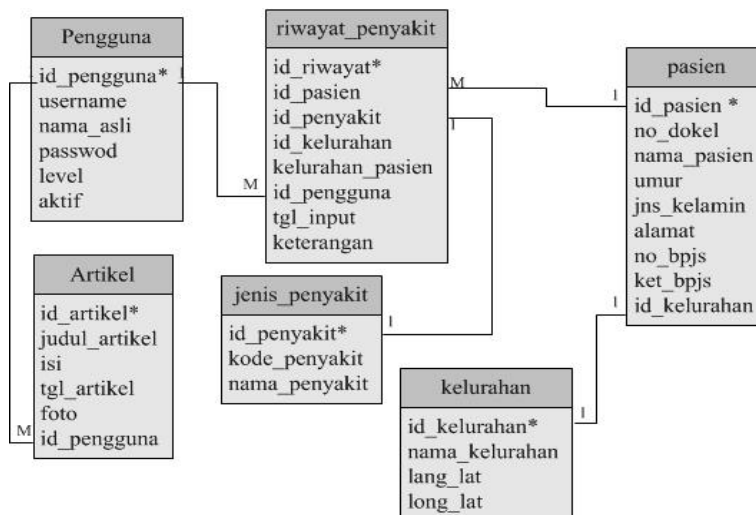 Pengguna
id_pengguna*
username
nama_asli
passwod
level
aktif
1
M
Artikel
id_artikel*
judul_artikel
isi
tgl_artikel
foto
id_pengguna
M
riwayat_penyakit
id_riwayat*
id_pasien
id_penyakit
id_kelurahan
kelurahan_pasien
id_pengguna
tgl_input
keterangan
M
1
jenis_penyakit
id_penyakit*
kode_penyakit
nama_penyakit
1
pasien
id_pasien *
no_dokel
nama_pasien
umur
jns_kelamin
alamat
no_bpjs
ket_bpjs
id_kelurahan
1
1
kelurahan
id_kelurahan*
nama_kelurahan
lang_lat
long_lat
1